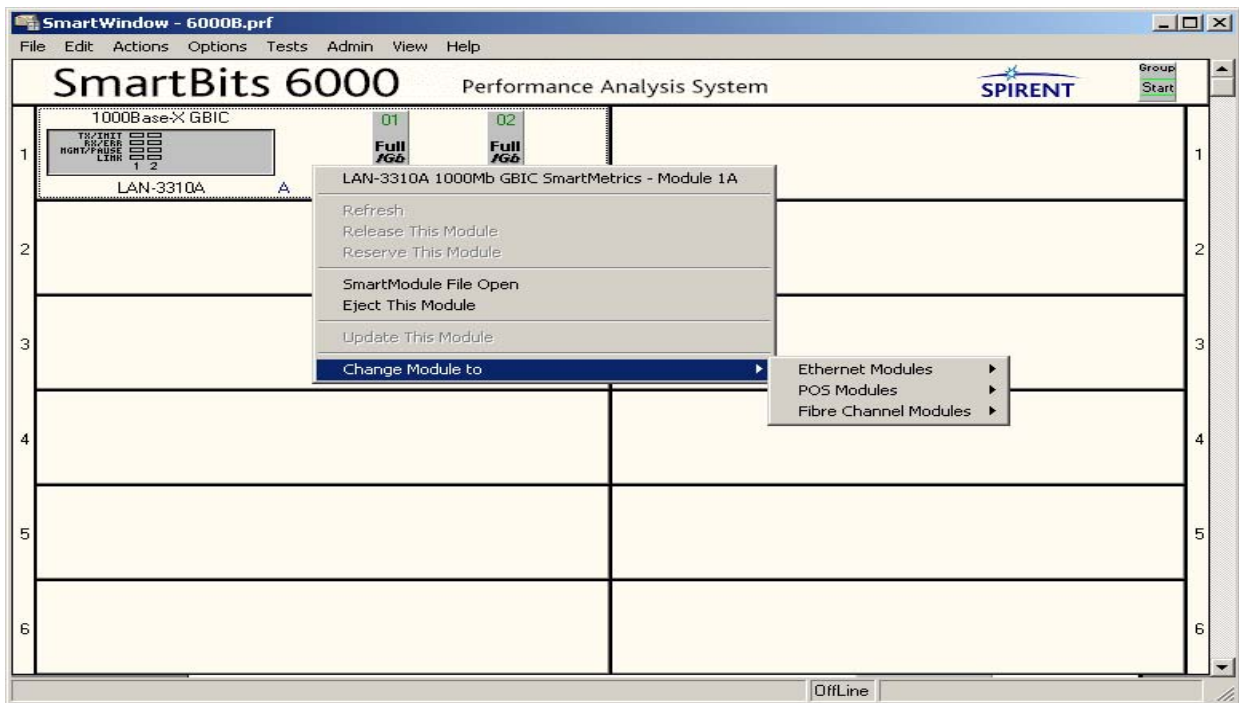 SmartWindow - 6000B.prf
File Edit Actions Options Tests Admin View Help
SmartBits 6000 Performance Analysis System SPIRENT Group Start
1000Base-X GBIC 01 02
TX/INIT
RX/ERR
MGMT/PAUSE
LINK
1 2
Full 1Gb Full 1Gb
1 1
LAN-3310A A
LAN-3310A 1000Mb GBIC SmartMetrics - Module 1A
Refresh
Release This Module
Reserve This Module
2 2
SmartModule File Open
Eject This Module
Update This Module
3 3
Change Module to
Ethernet Modules
POS Modules
Fibre Channel Modules
4 4
5 5
6 6
OffLine